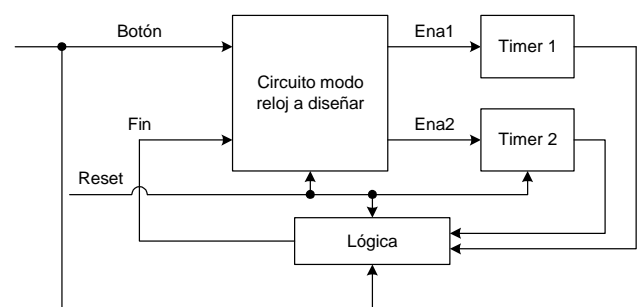 Botón
Ena1
Timer 1
Circuito modo
reloj a diseñar
Fin
Ena2
Timer 2
Reset
Lógica